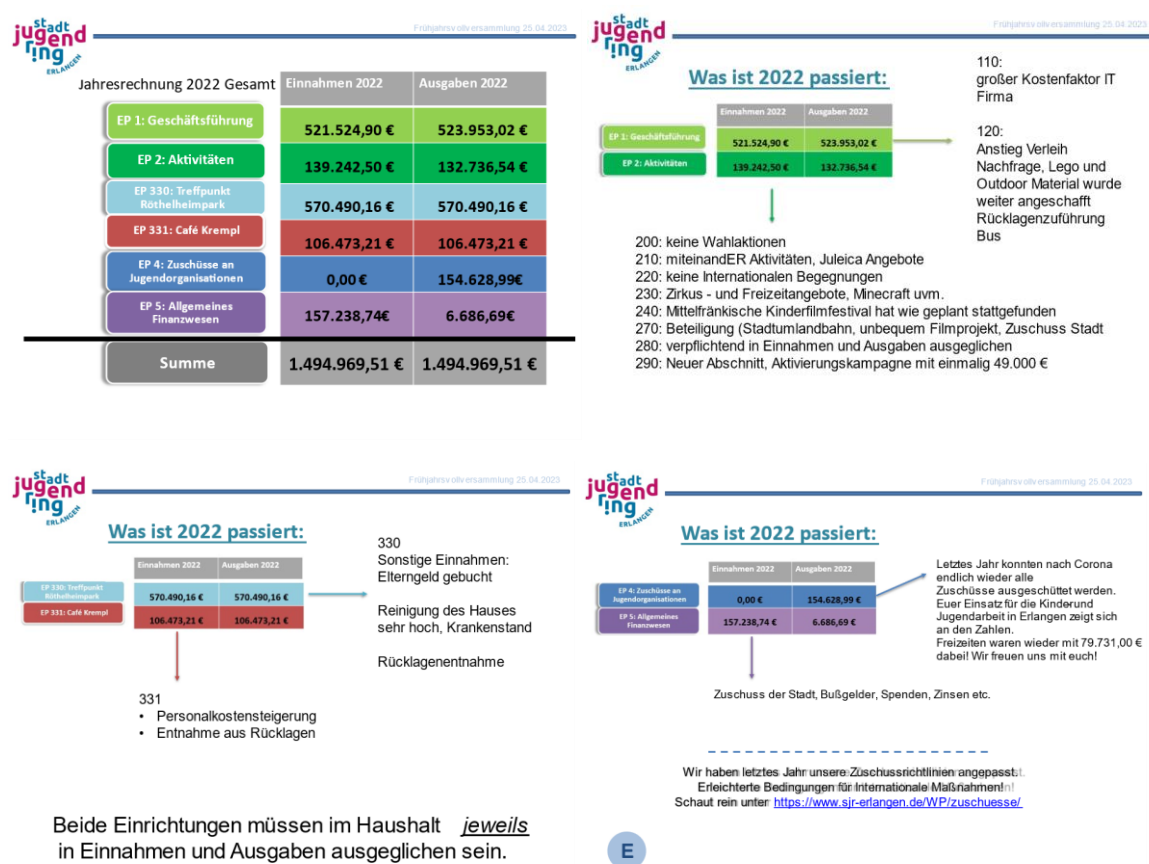 stadt
jugend
ring
ERLANGEN
Frühjahrsvollversammlung 25.04.2023
Jahresrechnung 2022 Gesamt
Einnahmen 2022 Ausgaben 2022
EP 1: Geschäftsführung 521.524,90 € 523.953,02 €
EP 2: Aktivitäten 139.242,50 € 132.736,54 €
EP 330: Treffpunkt
Röthelheimpark
570.490,16 € 570.490,16 €
EP 331: Café Krempl 106.473,21 € 106.473,21 €
EP 4: Zuschüsse an
Jugendorganisationen
0,00 € 154.628,99€
EP 5: Allgemeines
Finanzwesen
157.238,74€ 6.686,69€
Summe 1.494.969,51 € 1.494.969,51 €
stadt
jugend
ring
ERLANGEN
Frühjahrsvollversammlung 25.04.2023
Was ist 2022 passiert:
Einnahmen 2022 Ausgaben 2022
EP 1: Geschäftsführung 521.524,90 € 523.953,02 €
EP 2: Aktivitäten 139.242,50 € 132.736,54 €
110:
großer Kostenfaktor IT
Firma
120:
Anstieg Verleih
Nachfrage, Lego und
Outdoor Material wurde
weiter angeschafft
Rücklagenzuführung
Bus
200: keine Wahlaktionen
210: miteinandER Aktivitäten, Juleica Angebote
220: keine Internationalen Begegnungen
230: Zirkus - und Freizeitangebote, Minecraft uvm.
240: Mittelfränkische Kinderfilmfestival hat wie geplant stattgefunden
270: Beteiligung (Stadtumlandbahn, unbequem Filmprojekt, Zuschuss Stadt
280: verpflichtend in Einnahmen und Ausgaben ausgeglichen
290: Neuer Abschnitt, Aktivierungskampagne mit einmalig 49.000 €
stadt
jugend
ring
ERLANGEN
Frühjahrsvollversammlung 25.04.2023
Was ist 2022 passiert:
Einnahmen 2022 Ausgaben 2022
EP 330: Treffpunkt
Röthelheimpark
570.490,16 € 570.490,16 €
EP 331: Café Krempl 106.473,21 € 106.473,21 €
330
Sonstige Einnahmen:
Elterngeld gebucht
Reinigung des Hauses
sehr hoch, Krankenstand
Rücklagenentnahme
331
• Personalkostensteigerung
• Entnahme aus Rücklagen
Beide Einrichtungen müssen im Haushalt jeweils
in Einnahmen und Ausgaben ausgeglichen sein.
stadt
jugend
ring
ERLANGEN
Frühjahrsvollversammlung 25.04.2023
Was ist 2022 passiert:
Einnahmen 2022 Ausgaben 2022
EP 4: Zuschüsse an
Jugendorganisationen
0,00 € 154.628,99 €
EP 5: Allgemeines
Finanzwesen
157.238,74 € 6.686,69 €
Letztes Jahr konnten nach Corona
endlich wieder alle
Zuschüsse ausgeschüttet werden.
Euer Einsatz für die Kinderund
Jugendarbeit in Erlangen zeigt sich
an den Zahlen.
Freizeiten waren wieder mit 79.731,00 €
dabei! Wir freuen uns mit euch!
Zuschuss der Stadt, Bußgelder, Spenden, Zinsen etc.
Wir haben letztes Jahr unsere Zuschussrichtlinien angepasst.
Erleichterte Bedingungen für Internationale Maßnahmen!
Schaut rein unter https://www.sjr-erlangen.de/WP/zuschuesse/
E